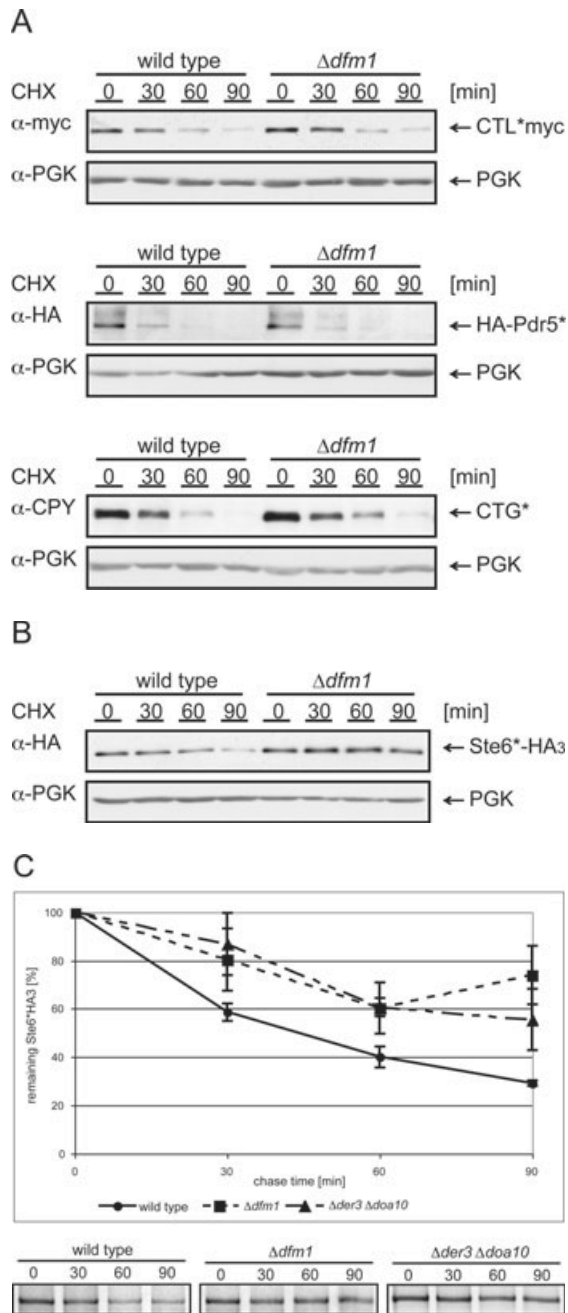 A
wild type Δdfm1
CHX 0 30 60 90 0 30 60 90 [min]
α-myc ← CTL*myc
α-PGK ← PGK
wild type Δdfm1
CHX 0 30 60 90 0 30 60 90 [min]
α-HA ← HA-Pdr5*
α-PGK ← PGK
wild type Δdfm1
CHX 0 30 60 90 0 30 60 90 [min]
α-CPY ← CTG*
α-PGK ← PGK
B
wild type Δdfm1
CHX 0 30 60 90 0 30 60 90 [min]
α-HA ← Ste6*-HA3
α-PGK ← PGK
C
remaining Ste6*HA3 [%]
100
80
60
40
20
0
0 30 60 90
chase time [min]
wild type Δdfm1 Δder3 Δdoa10
wild type Δdfm1 Δder3 Δdoa10
0 30 60 90 0 30 60 90 0 30 60 90